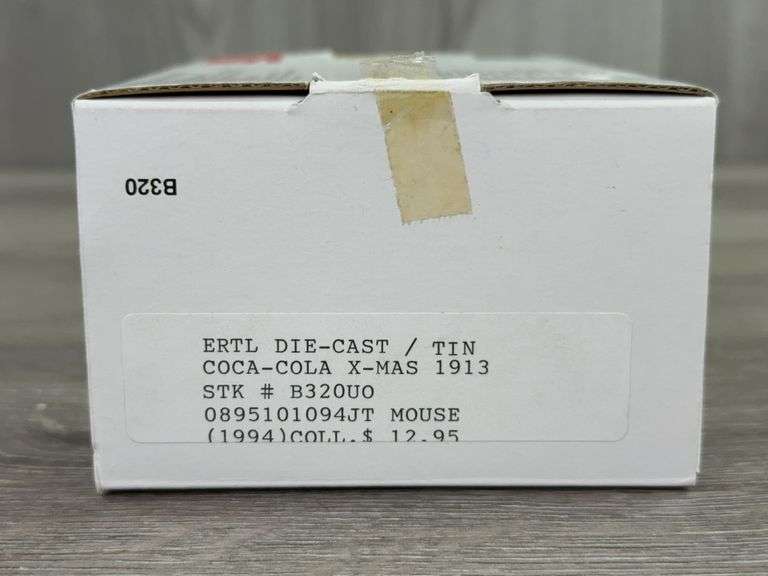 B320
ERTL DIE-CAST / TIN
COCA-COLA X-MAS 1913
STK # B320UO
0895101094JT MOUSE
(1994)COLL.$ 12.95